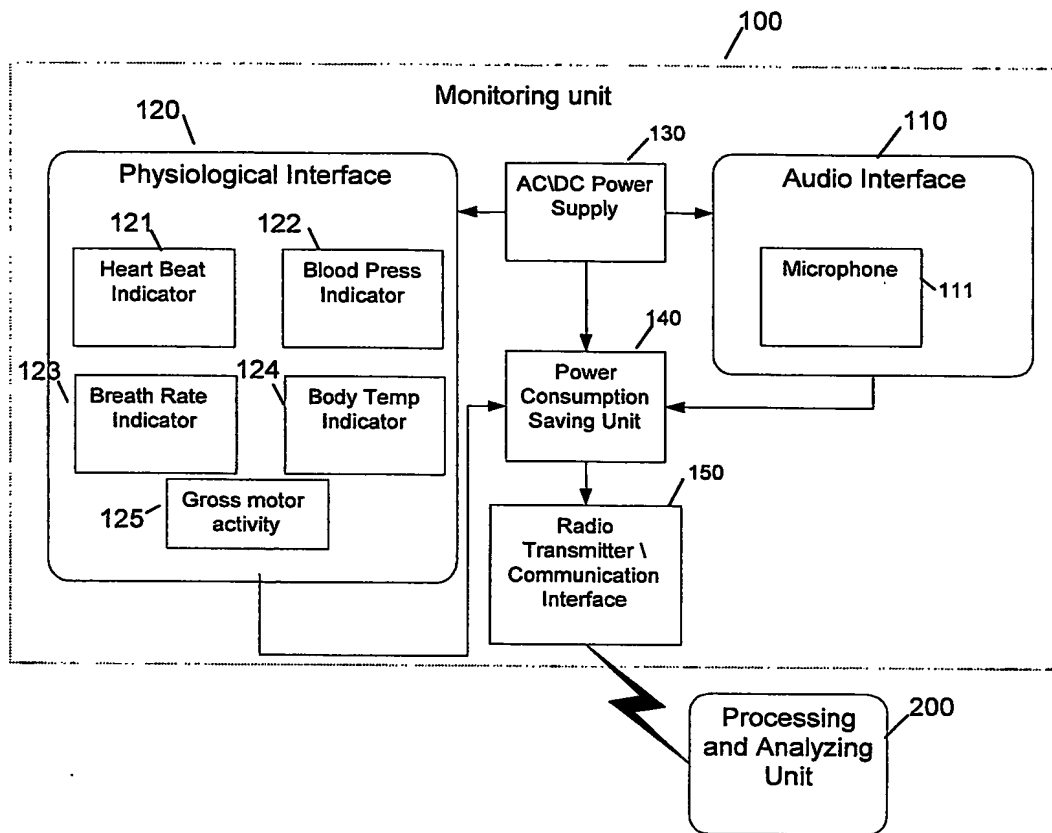 100
Monitoring unit
120
130
110
Physiological Interface
AC\DC Power
Supply
Audio Interface
121
122
Heart Beat
Indicator
Blood Press
Indicator
Microphone
111
140
123
124
Breath Rate
Indicator
Body Temp
Indicator
Power
Consumption
Saving Unit
125
Gross motor
activity
150
Radio
Transmitter \
Communication
Interface
200
Processing
and Analyzing
Unit